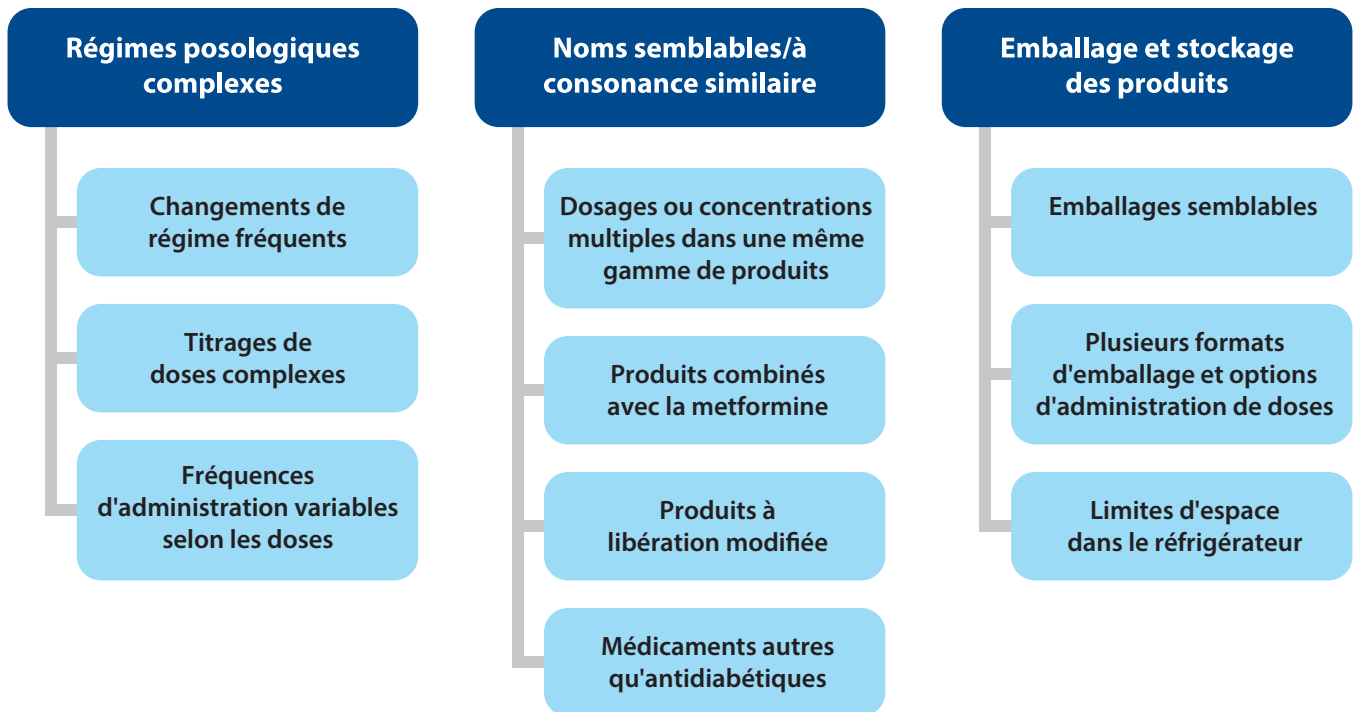 Régimes posologiques
complexes
Changements de
régime fréquents
Titrages de
doses complexes
Fréquences
d'administration variables
selon les doses
Noms semblables/à
consonance similaire
Dosages ou concentrations
multiples dans une même
gamme de produits
Produits combinés
avec la metformine
Produits à
libération modifiée
Médicaments autres
qu'antidiabétiques
Emballage et stockage
des produits
Emballages semblables
Plusieurs formats
d'emballage et options
d'administration de doses
Limites d'espace
dans le réfrigérateur